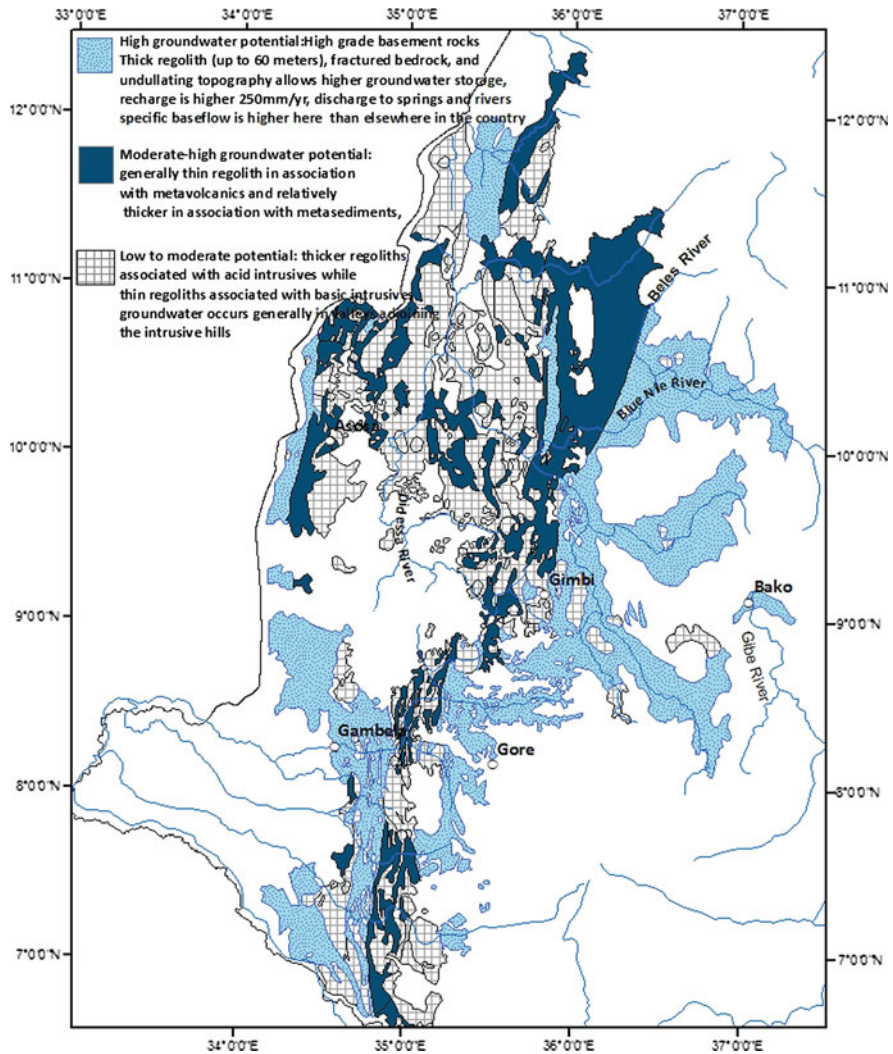 33°0'0"E 34°0'0"E 35°0'0"E 36°0'0"E 37°0'0"E
High groundwater potential:High grade basement rocks
Thick regolith (up to 60 meters), fractured bedrock, and
undullating topography allows higher groundwater storage,
recharge is higher 250mm/yr, discharge to springs and rivers
specific baseflow is higher here than elsewhere in the country
12°0'0"N 12°0'0"N
Moderate-high groundwater potential:
generally thin regolith in association
with metavolcanics and relatively
thicker in association with metasediments,
Low to moderate potential: thicker regoliths
associated with acid intrusives while
thin regoliths associated with basic intrusives,
groundwater occurs generally in valleys adjoining
the intrusive hills
11°0'0"N 11°0'0"N
Beles River
Blue Nile River
Asosa
10°0'0"N 10°0'0"N
Didessa River
Gimbi
Bako
9°0'0"N 9°0'0"N
Gibe River
Gambela
Gore
8°0'0"N 8°0'0"N
7°0'0"N 7°0'0"N
34°0'0"E 35°0'0"E 36°0'0"E 37°0'0"E